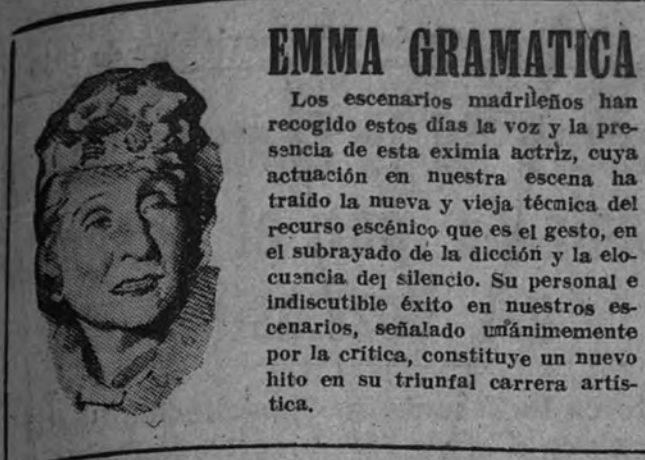 EMMA GRAMATICA
Los escenarios madrileños han
recogido estos días la voz y la pre-
sencia de esta eximia actriz, cuya
actuación en nuestra escena ha
traído la nueva y vieja técnica del
recurso escénico que es el gesto, en
el subrayado de la dicción y la elo-
cuencia del silencio. Su personal e
indiscutible éxito en nuestros es-
cenarios, señalado unánimemente
por la crítica, constituye un nuevo
hito en su triunfal carrera artís-
tica.